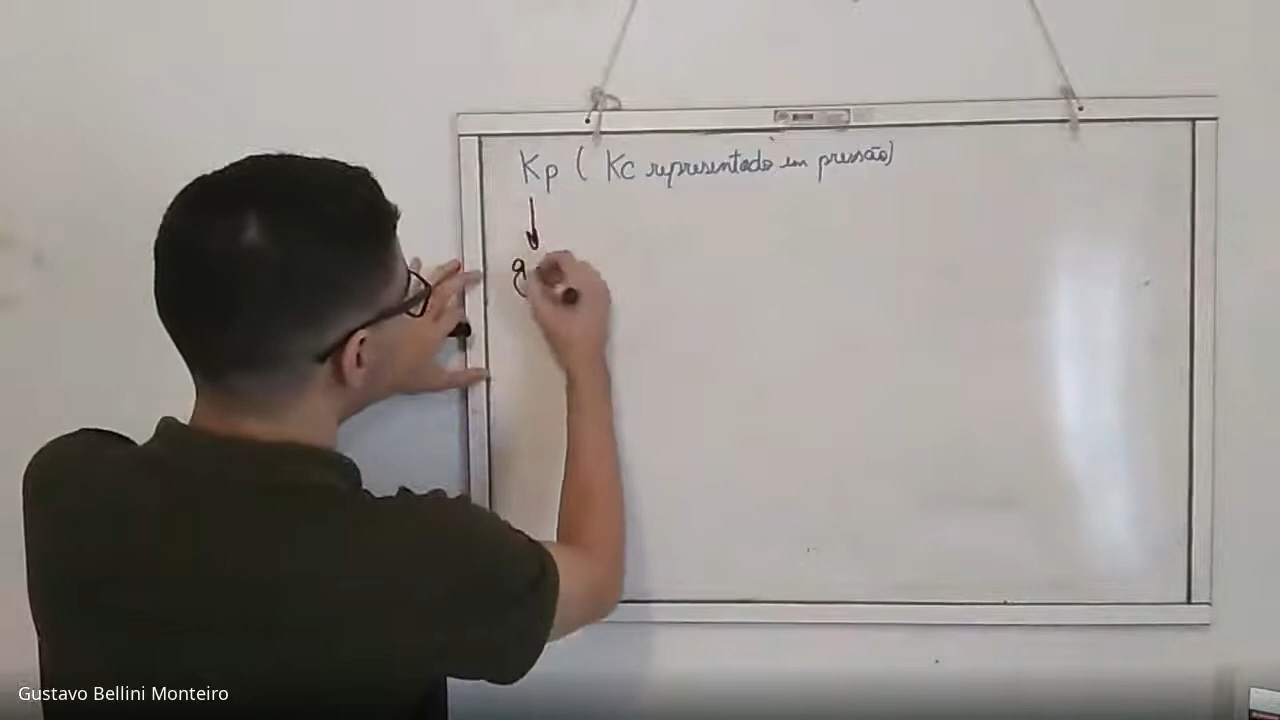 Kp ( Kc representado em pressão)
g
Gustavo Bellini Monteiro